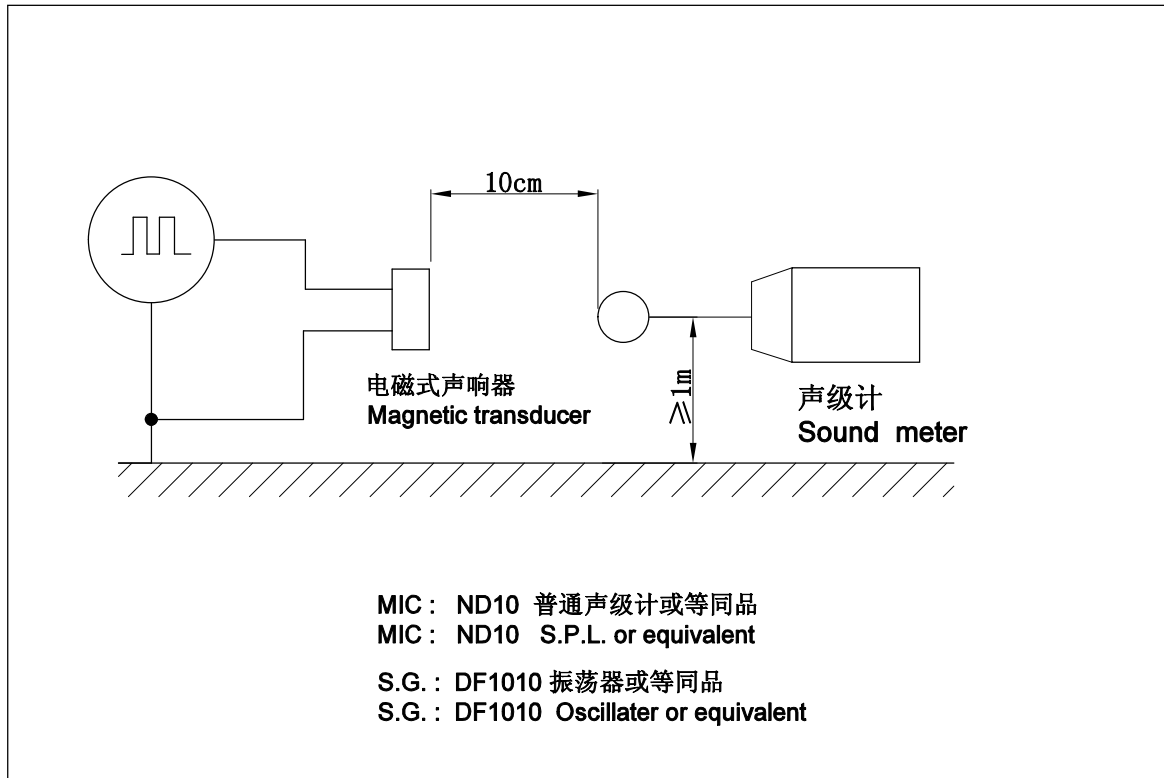 10cm
≥1m
电磁式声响器
Magnetic transducer
声级计
Sound meter
MIC : ND10 普通声级计或等同品
MIC : ND10 S.P.L. or equivalent
S.G. : DF1010 振荡器或等同品
S.G. : DF1010 Oscillater or equivalent